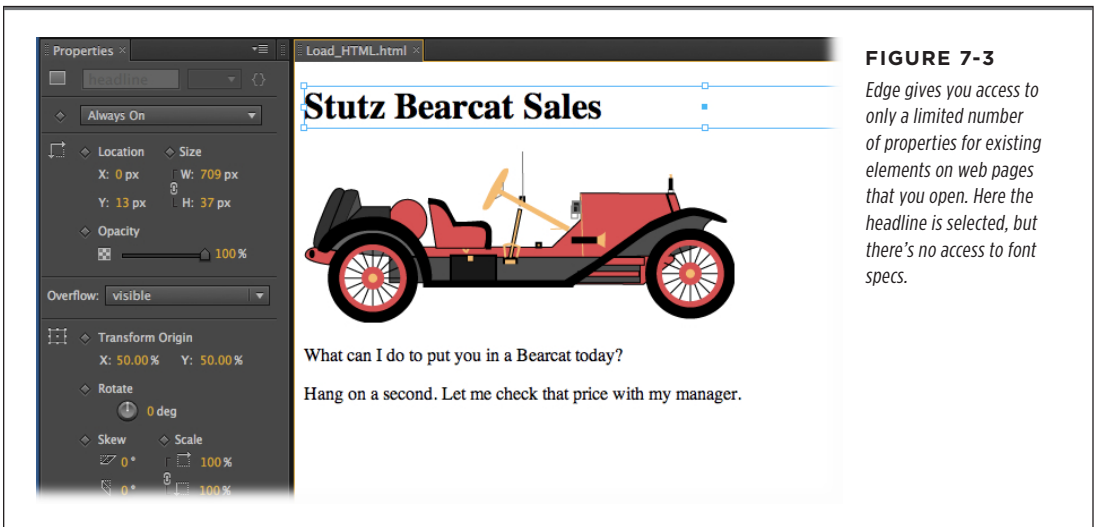 Properties ×
headline
{}
Always On
Location Size
X: 0 px W: 709 px
Y: 13 px H: 37 px
Opacity
100 %
Overflow: visible
Transform Origin
X: 50.00 % Y: 50.00 %
Rotate
0 deg
Skew Scale
0 ° 100 %
0 ° 100 %
Load_HTML.html ×
Stutz Bearcat Sales
What can I do to put you in a Bearcat today?
Hang on a second. Let me check that price with my manager.
FIGURE 7-3
Edge gives you access to
only a limited number
of properties for existing
elements on web pages
that you open. Here the
headline is selected, but
there's no access to font
specs.